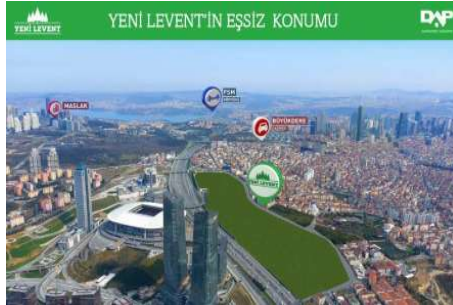 YENİ LEVENT
YENİ LEVENT'İN EŞSİZ KONUMU
DAP
MASLAK
FSM
BÜYÜKDERE
YENİ LEVENT